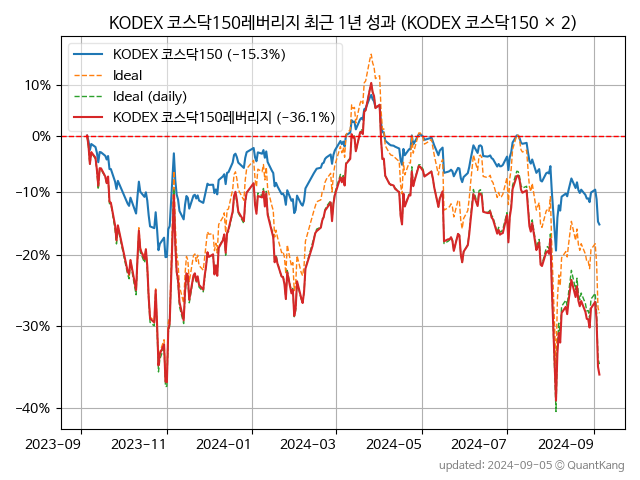 KODEX 코스닥150레버리지 최근 1년 성과 (KODEX 코스닥150 × 2)
KODEX 코스닥150 (−15.3%)
Ideal
Ideal (daily)
KODEX 코스닥150레버리지 (−36.1%)
10%
0%
−10%
−20%
−30%
−40%
2023-09 2023-11 2024-01 2024-03 2024-05 2024-07 2024-09
updated: 2024-09-05 © QuantKang